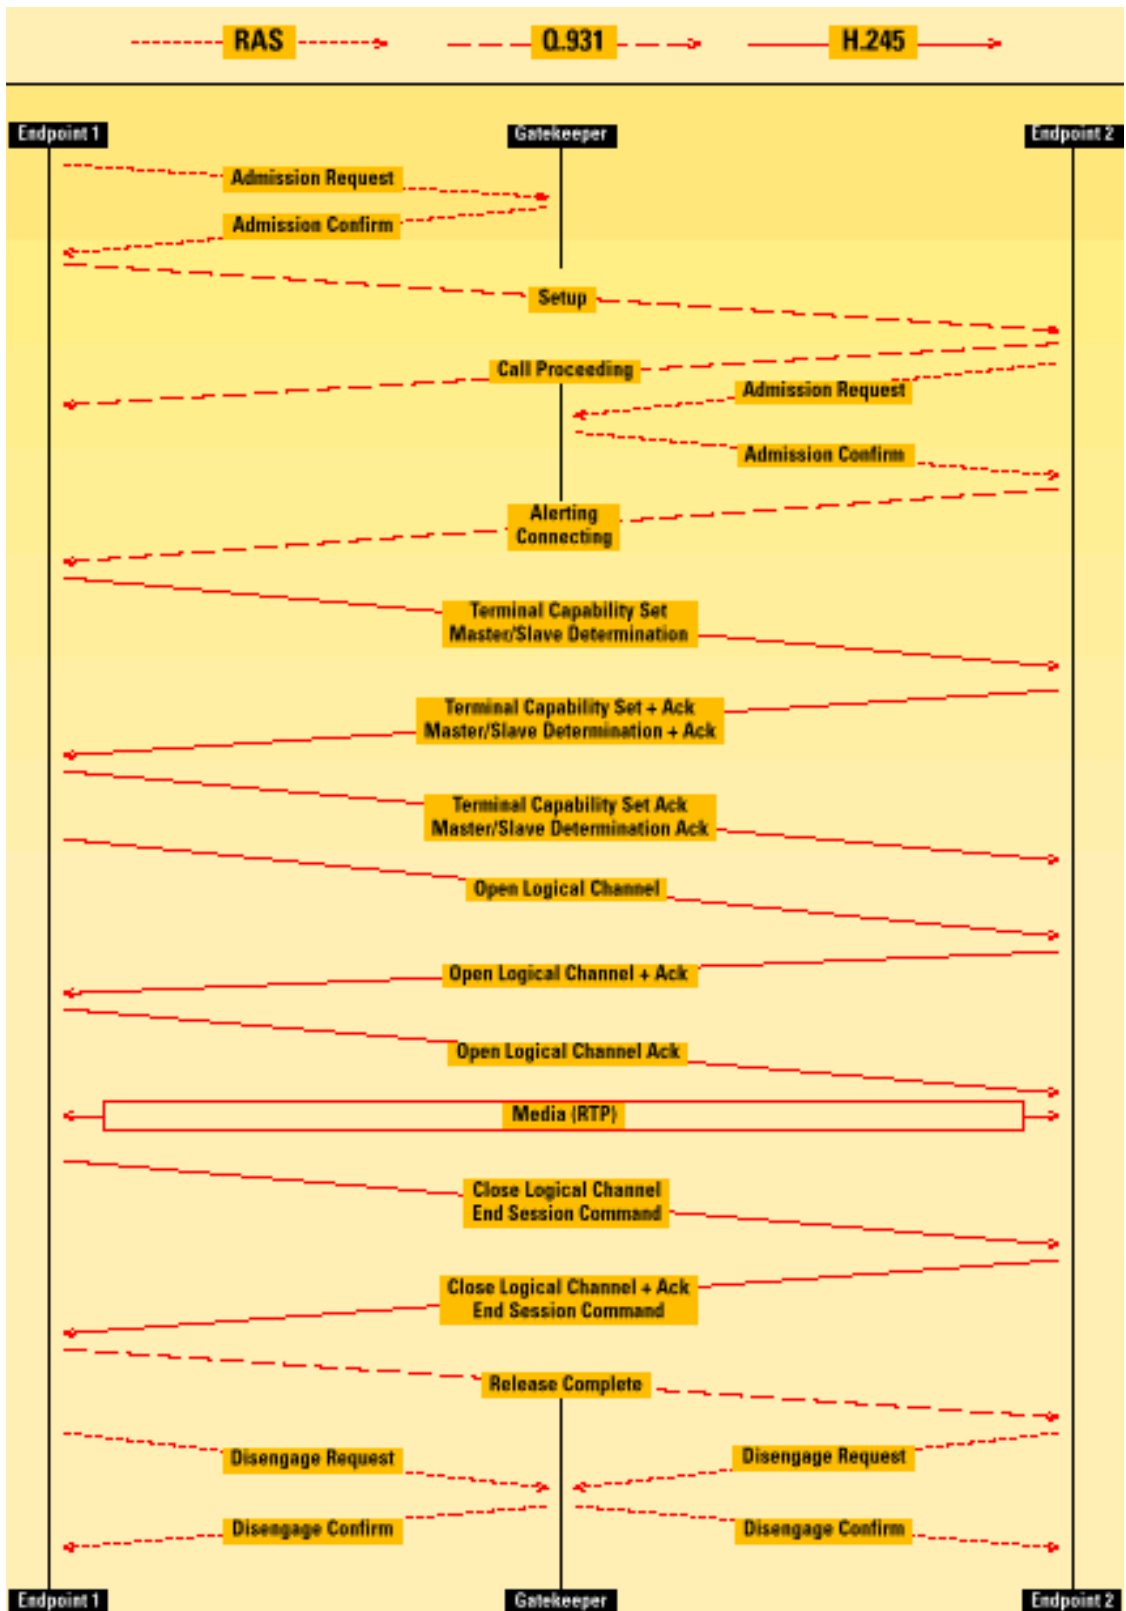 RAS Q.931 H.245
Endpoint 1 Gatekeeper Endpoint 2
Admission Request
Admission Confirm
Setup
Call Proceeding
Admission Request
Admission Confirm
Alerting
Connecting
Terminal Capability Set
Master/Slave Determination
Terminal Capability Set + Ack
Master/Slave Determination + Ack
Terminal Capability Set Ack
Master/Slave Determination Ack
Open Logical Channel
Open Logical Channel + Ack
Open Logical Channel Ack
Media (RTP)
Close Logical Channel
End Session Command
Close Logical Channel + Ack
End Session Command
Release Complete
Disengage Request Disengage Request
Disengage Confirm Disengage Confirm
Endpoint 1 Gatekeeper Endpoint 2